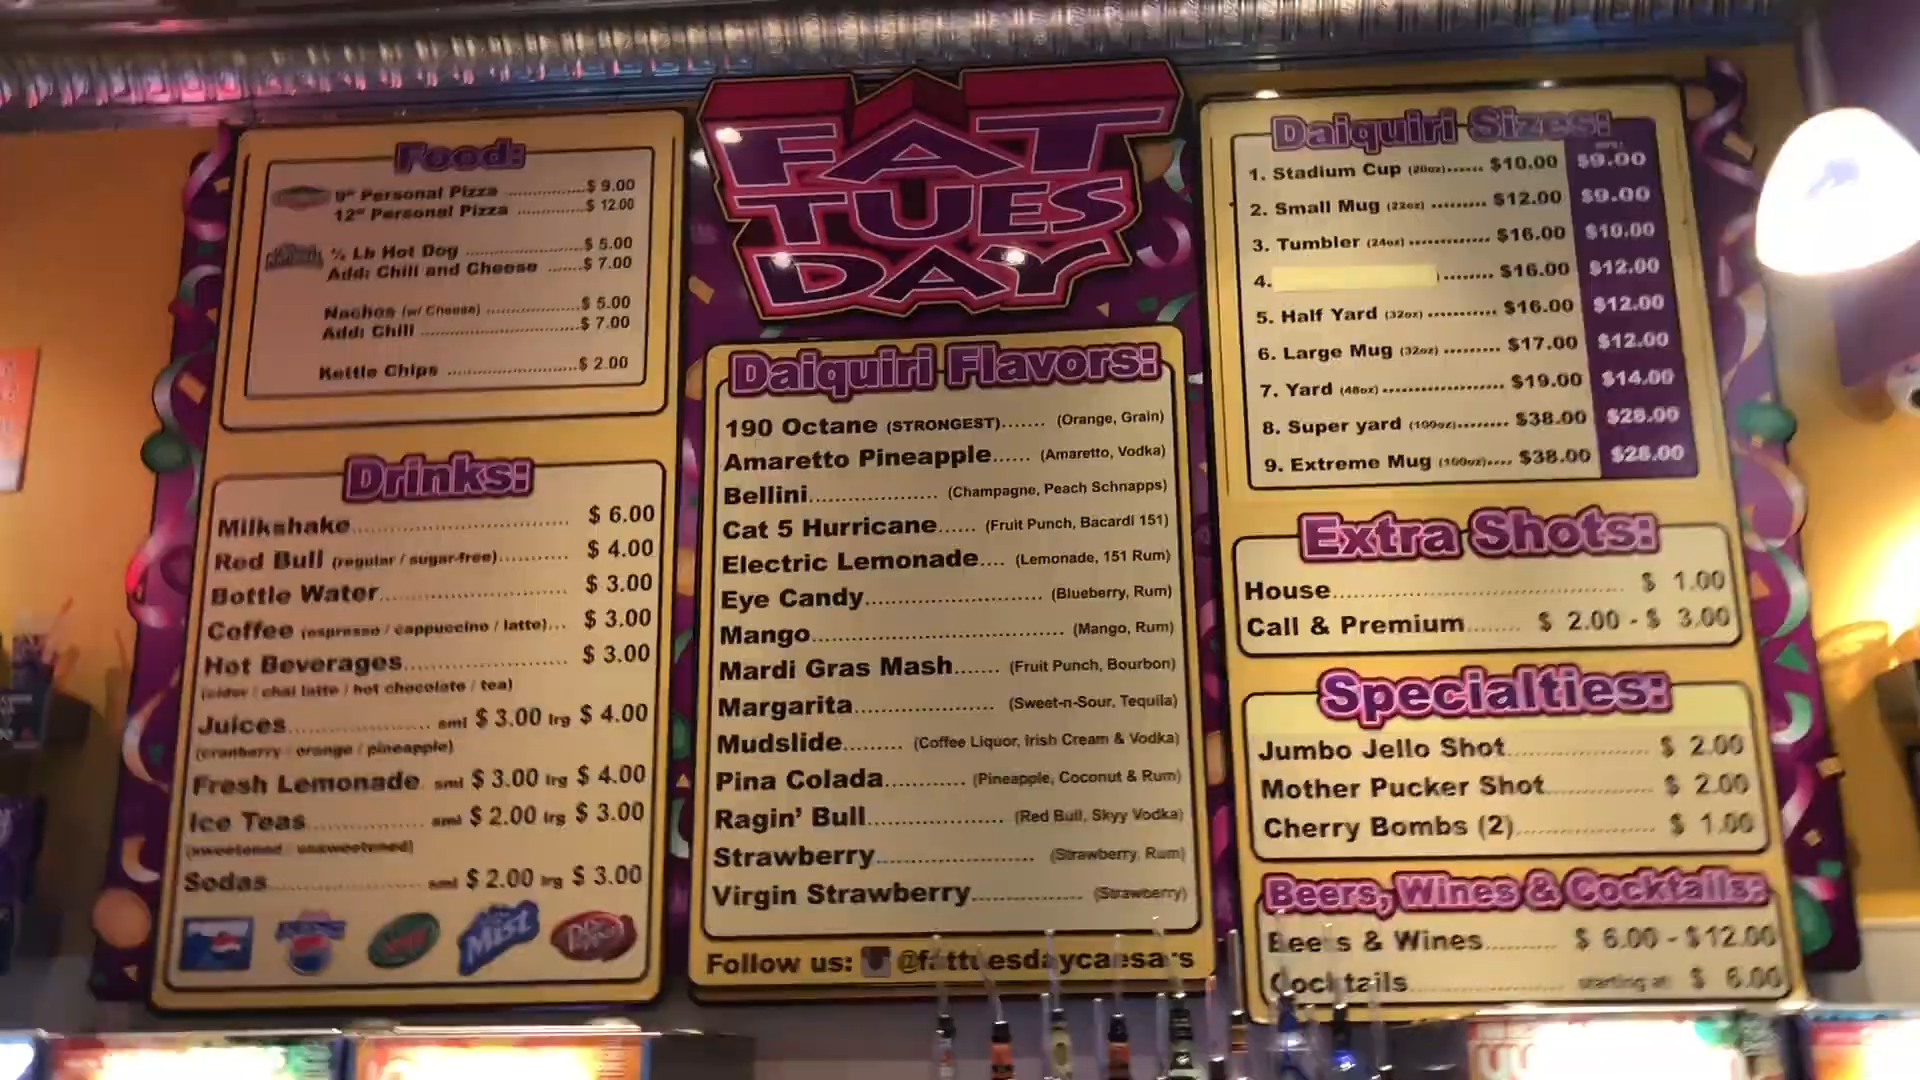 Food:
9" Personal Pizza ............... $ 9.00
12" Personal Pizza .............. $ 12.00
Lb Hot Dog ...................... $ 5.00
Add: Chili and Cheese ....... $ 7.00
Nachos (w/ Cheese) ................ $ 5.00
Add: Chili ........................... $ 7.00
Kettle Chips ........................ $ 2.00
Drinks:
Milkshake................................ $ 6.00
Red Bull (regular / sugar-free)........... $ 4.00
Bottle Water........................... $ 3.00
Coffee (espresso / cappuccino / latte)... $ 3.00
Hot Beverages........................ $ 3.00
(cider / chai latte / hot chocolate / tea)
Juices.................... sml $ 3.00 lrg $ 4.00
(cranberry / orange / pineapple)
Fresh Lemonade. sml $ 3.00 lrg $ 4.00
Ice Teas................. sml $ 2.00 lrg $ 3.00
(sweetened / unsweetened)
Sodas...................... sml $ 2.00 lrg $ 3.00
Mist
FAT
TUES
DAY
Daiquiri Flavors:
190 Octane (STRONGEST)....... (Orange, Grain)
Amaretto Pineapple...... (Amaretto, Vodka)
Bellini.................... (Champagne, Peach Schnapps)
Cat 5 Hurricane...... (Fruit Punch, Bacardi 151)
Electric Lemonade.... (Lemonade, 151 Rum)
Eye Candy............................ (Blueberry, Rum)
Mango........................................ (Mango, Rum)
Mardi Gras Mash....... (Fruit Punch, Bourbon)
Margarita...................... (Sweet-n-Sour, Tequila)
Mudslide......... (Coffee Liquor, Irish Cream & Vodka)
Pina Colada............ (Pineapple, Coconut & Rum)
Ragin' Bull...................... (Red Bull, Skyy Vodka)
Strawberry......................... (Strawberry, Rum)
Virgin Strawberry................. (Strawberry)
Follow us: @fattuesdaycaesars
Daiquiri Sizes:
1. Stadium Cup (20oz)...... $10.00 $9.00
2. Small Mug (22oz) ......... $12.00 $9.00
3. Tumbler (24oz) ............. $16.00 $10.00
4. ) ........ $16.00 $12.00
5. Half Yard (32oz) ........... $16.00 $12.00
6. Large Mug (32oz) ......... $17.00 $12.00
7. Yard (48oz) ................... $19.00 $14.00
8. Super yard (100oz)........ $38.00 $28.00
9. Extreme Mug (100oz).... $38.00 $28.00
Extra Shots:
House....................................... $ 1.00
Call & Premium........ $ 2.00 - $ 3.00
Specialties:
Jumbo Jello Shot..................... $ 2.00
Mother Pucker Shot................ $ 2.00
Cherry Bombs (2)..................... $ 1.00
Beers, Wines & Cocktails:
Beers & Wines.......... $ 6.00 - $12.00
Cocktails...................... starting at $ 6.00